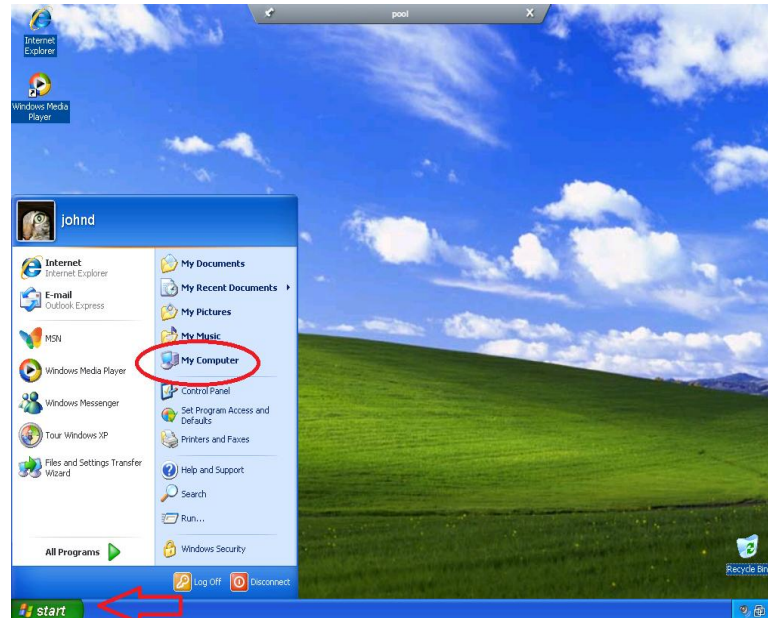 pool
X
Internet
Explorer
Windows Media
Player
johnd
Internet
Internet Explorer
E-mail
Outlook Express
MSN
Windows Media Player
Windows Messenger
Tour Windows XP
Files and Settings Transfer
Wizard
All Programs
My Documents
My Recent Documents
My Pictures
My Music
My Computer
Control Panel
Set Program Access and
Defaults
Printers and Faxes
Help and Support
Search
Run...
Windows Security
Log Off
Disconnect
Recycle Bin
start